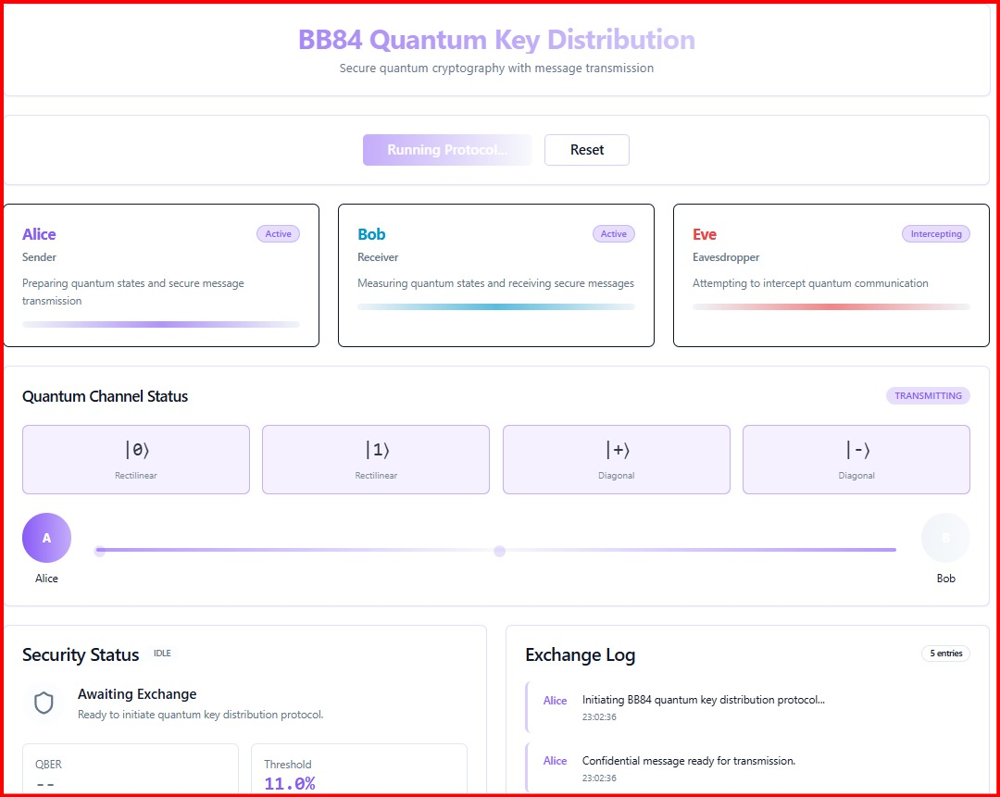 BB84 Quantum Key Distribution
Secure quantum cryptography with message transmission
Running Protocol...
Reset
Alice
Active
Sender
Preparing quantum states and secure message
transmission
Bob
Active
Receiver
Measuring quantum states and receiving secure messages
Eve
Intercepting
Eavesdropper
Attempting to intercept quantum communication
Quantum Channel Status
TRANSMITTING
|0⟩
Rectilinear
|1⟩
Rectilinear
|+⟩
Diagonal
|-⟩
Diagonal
A
Alice
B
Bob
Security Status
IDLE
Awaiting Exchange
Ready to initiate quantum key distribution protocol.
QBER
--
Threshold
11.0%
Exchange Log
5 entries
Alice
Initiating BB84 quantum key distribution protocol...
23:02:36
Alice
Confidential message ready for transmission.
23:02:36